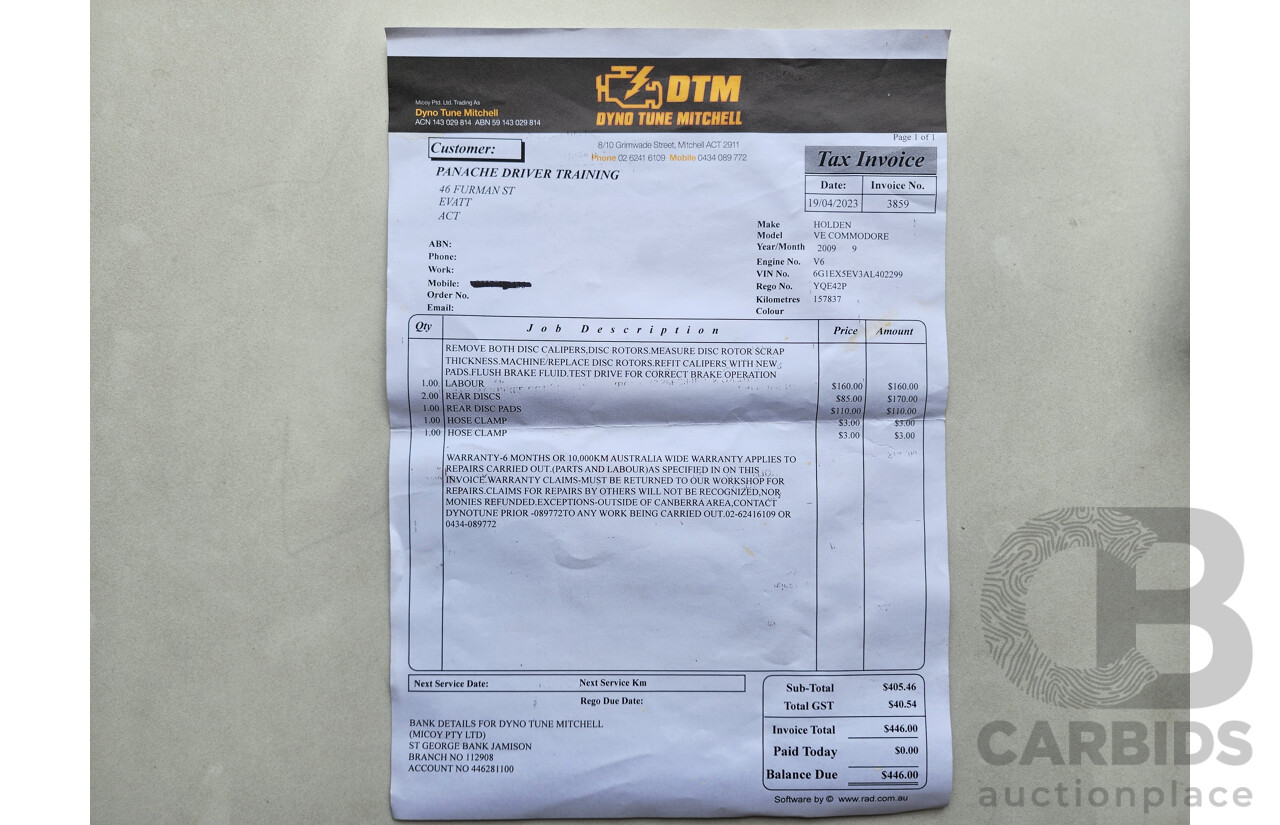 DTM
DYNO TUNE MITCHELL
Micoy Ptd. Ltd. Trading As
Dyno Tune Mitchell
ACN 143 029 814 ABN 59 143 029 814
Page 1 of 1
8/10 Grimwade Street, Mitchell ACT 2911
Phone 02 6241 6109 Mobile 0434 089 772
Customer:
PANACHE DRIVER TRAINING
46 FURMAN ST
EVATT
ACT
Tax Invoice
Date: Invoice No.
19/04/2023 3859
ABN:
Phone:
Work:
Mobile:
Order No.
Email:
Make HOLDEN
Model VE COMMODORE
Year/Month 2009 9
Engine No. V6
VIN No. 6G1EX5EV3AL402299
Rego No. YQE42P
Kilometres 157837
Colour
Qty Job Description Price Amount
REMOVE BOTH DISC CALIPERS,DISC ROTORS.MEASURE DISC ROTOR SCRAP
THICKNESS.MACHINE/REPLACE DISC ROTORS.REFIT CALIPERS WITH NEW
PADS.FLUSH BRAKE FLUID.TEST DRIVE FOR CORRECT BRAKE OPERATION
1.00 LABOUR $160.00 $160.00
2.00 REAR DISCS $85.00 $170.00
1.00 REAR DISC PADS $110.00 $110.00
1.00 HOSE CLAMP $3.00 $3.00
1.00 HOSE CLAMP $3.00 $3.00
WARRANTY-6 MONTHS OR 10,000KM AUSTRALIA WIDE WARRANTY APPLIES TO
REPAIRS CARRIED OUT.(PARTS AND LABOUR)AS SPECIFIED IN ON THIS
INVOICE.WARRANTY CLAIMS-MUST BE RETURNED TO OUR WORKSHOP FOR
REPAIRS.CLAIMS FOR REPAIRS BY OTHERS WILL NOT BE RECOGNIZED,NOR
MONIES REFUNDED.EXCEPTIONS-OUTSIDE OF CANBERRA AREA,CONTACT
DYNOTUNE PRIOR -089772TO ANY WORK BEING CARRIED OUT.02-62416109 OR
0434-089772
Next Service Date: Next Service Km
Rego Due Date:
BANK DETAILS FOR DYNO TUNE MITCHELL
(MICOY PTY LTD)
ST GEORGE BANK JAMISON
BRANCH NO 112908
ACCOUNT NO 446281100
Sub-Total $405.46
Total GST $40.54
Invoice Total $446.00
Paid Today $0.00
Balance Due $446.00
Software by © www.rad.com.au
CB
CARBIDS
auctionplace